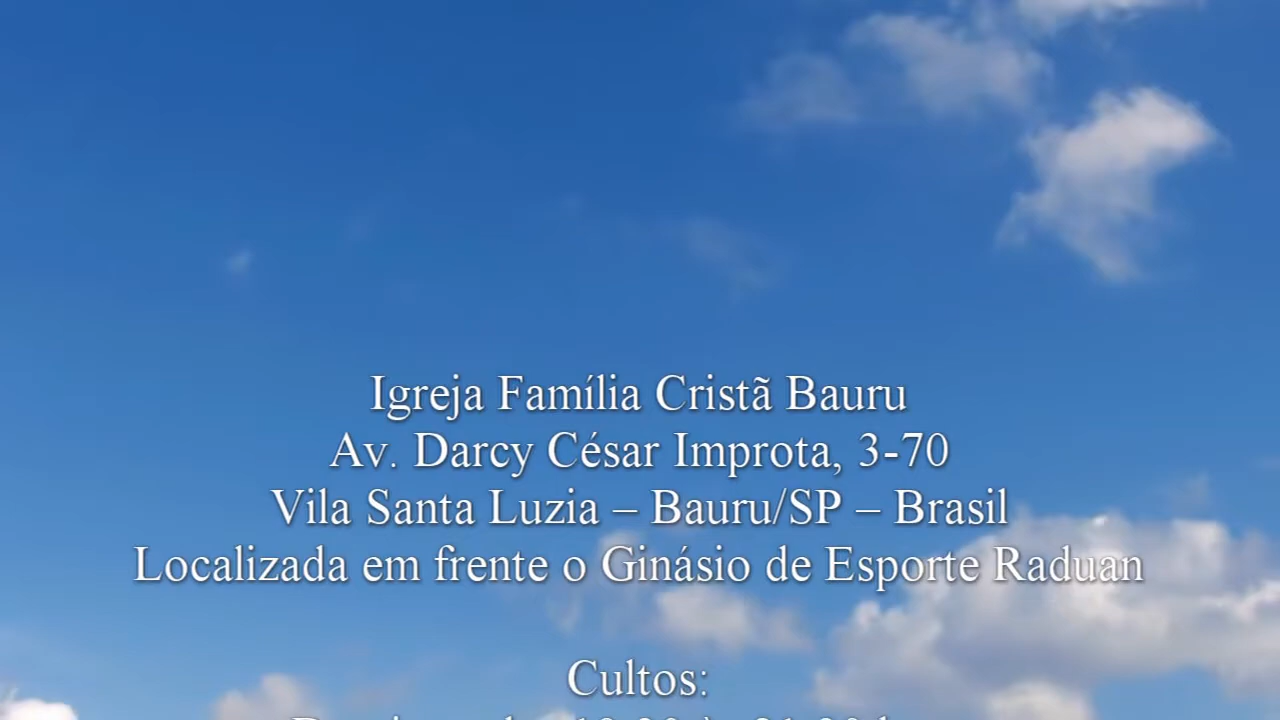 Igreja Família Cristã Bauru
Av. Darcy César Improta, 3-70
Vila Santa Luzia – Bauru/SP – Brasil
Localizada em frente o Ginásio de Esporte Raduan
Cultos: